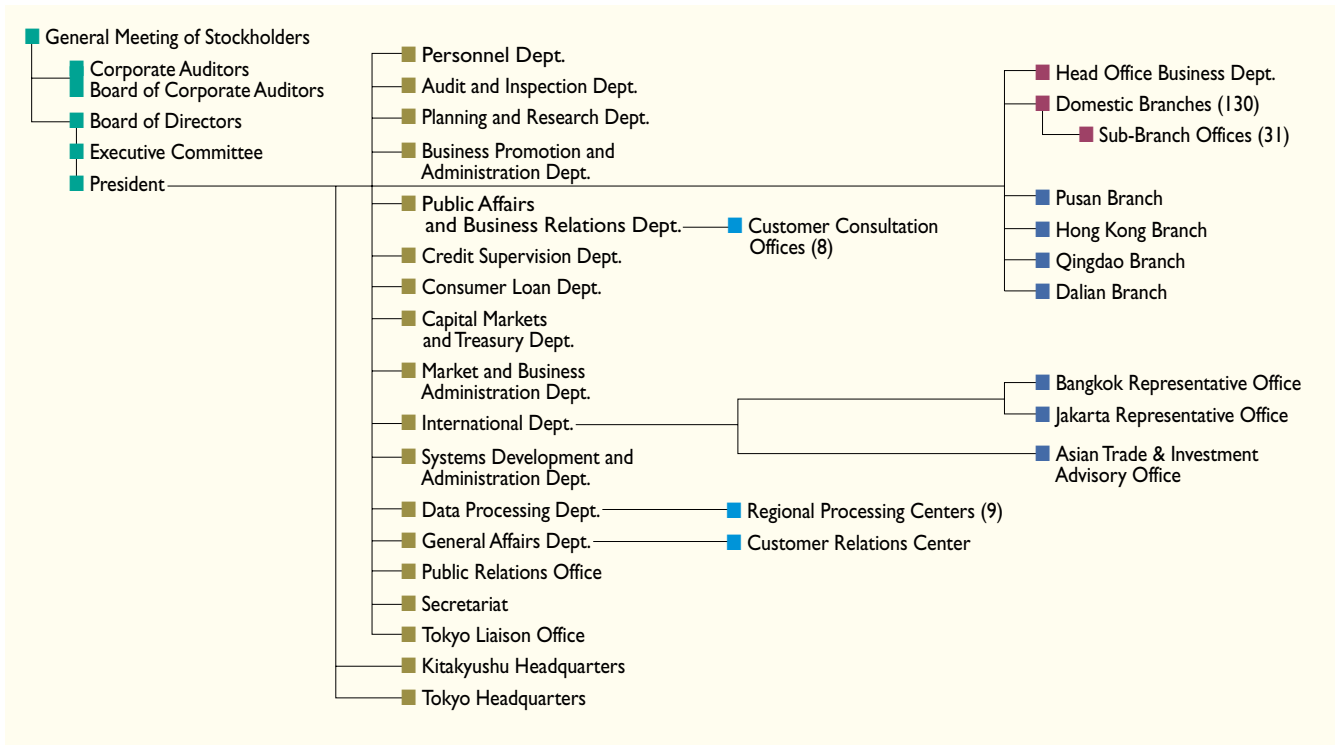 General Meeting of Stockholders
Corporate Auditors
Board of Corporate Auditors
Board of Directors
Executive Committee
President
Personnel Dept.
Audit and Inspection Dept.
Planning and Research Dept.
Business Promotion and
Administration Dept.
Public Affairs
and Business Relations Dept.
Customer Consultation
Offices (8)
Credit Supervision Dept.
Consumer Loan Dept.
Capital Markets
and Treasury Dept.
Market and Business
Administration Dept.
International Dept.
Systems Development and
Administration Dept.
Data Processing Dept.
Regional Processing Centers (9)
General Affairs Dept.
Customer Relations Center
Public Relations Office
Secretariat
Tokyo Liaison Office
Kitakyushu Headquarters
Tokyo Headquarters
Head Office Business Dept.
Domestic Branches (130)
Sub-Branch Offices (31)
Pusan Branch
Hong Kong Branch
Qingdao Branch
Dalian Branch
Bangkok Representative Office
Jakarta Representative Office
Asian Trade & Investment
Advisory Office